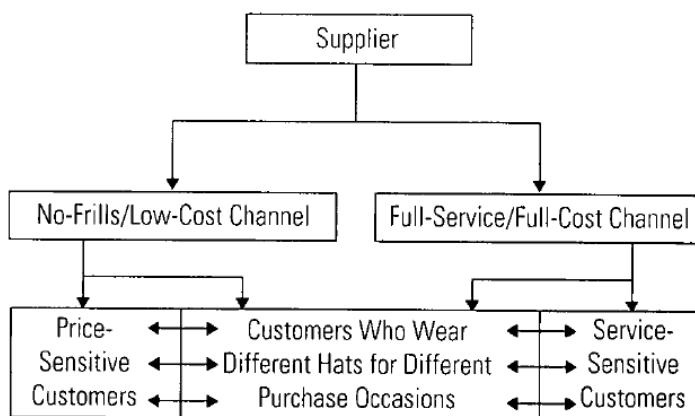 Supplier
No-Frills/Low-Cost Channel
Full-Service/Full-Cost Channel
Price-
Sensitive
Customers
Customers Who Wear
Different Hats for Different
Purchase Occasions
Service-
Sensitive
Customers